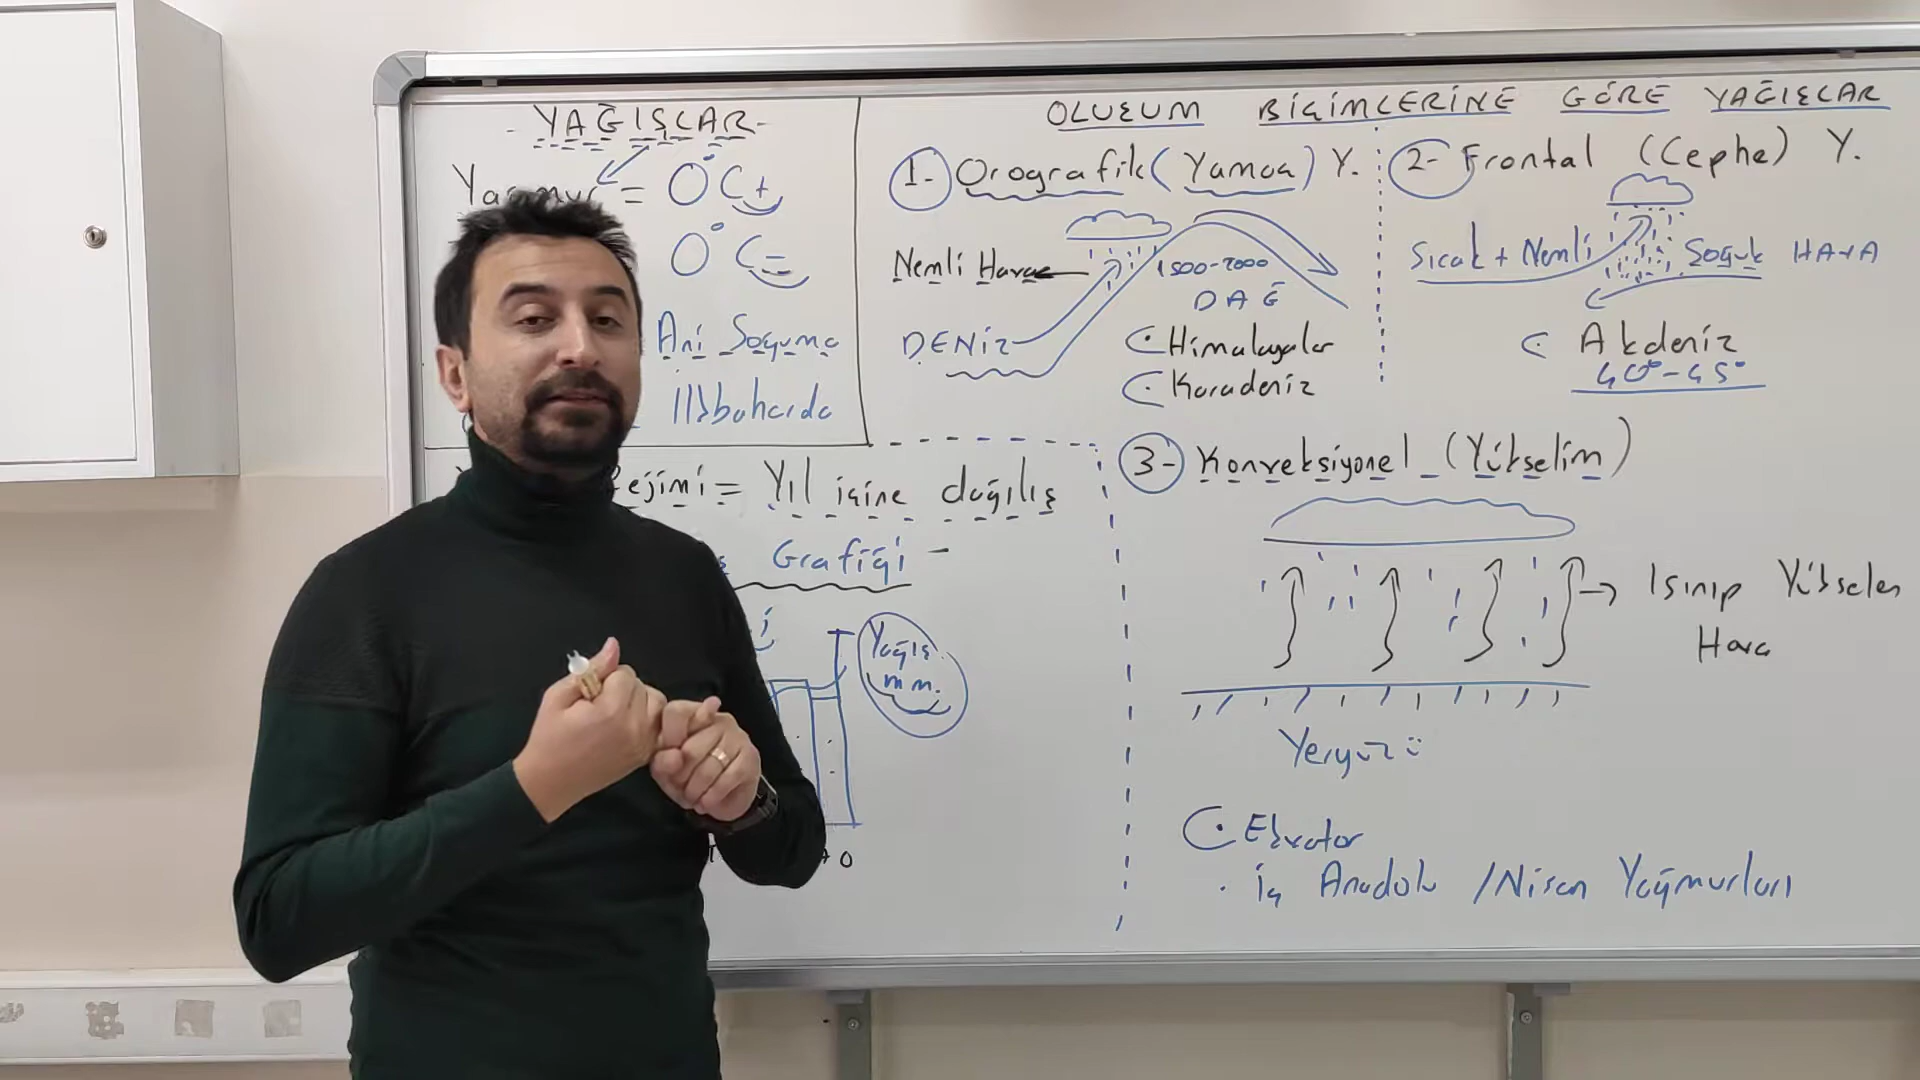 - YAĞIŞLAR -
= 0°C +
0°C -
Ani Soğuma
İlkbaharda
Rejimi = Yıl içine dağılış
Grafiği -
Yağış
mm.
O
OLUŞUM BİÇİMLERİNE GÖRE YAĞIŞLAR
1- Orografik (Yamaç) Y.
Nemli Hava
1500-2000
DAĞ
DENİZ
Himalayalar
Karadeniz
2- Frontal (Cephe) Y.
Sıcak + Nemli
Soğuk HAVA
Akdeniz
40°-45°
3- Konveksiyonel (Yükselim)
Isınıp Yükselen
Hava
Yeryüzü
Ekvator
İç Anadolu / Nisan Yağmurları